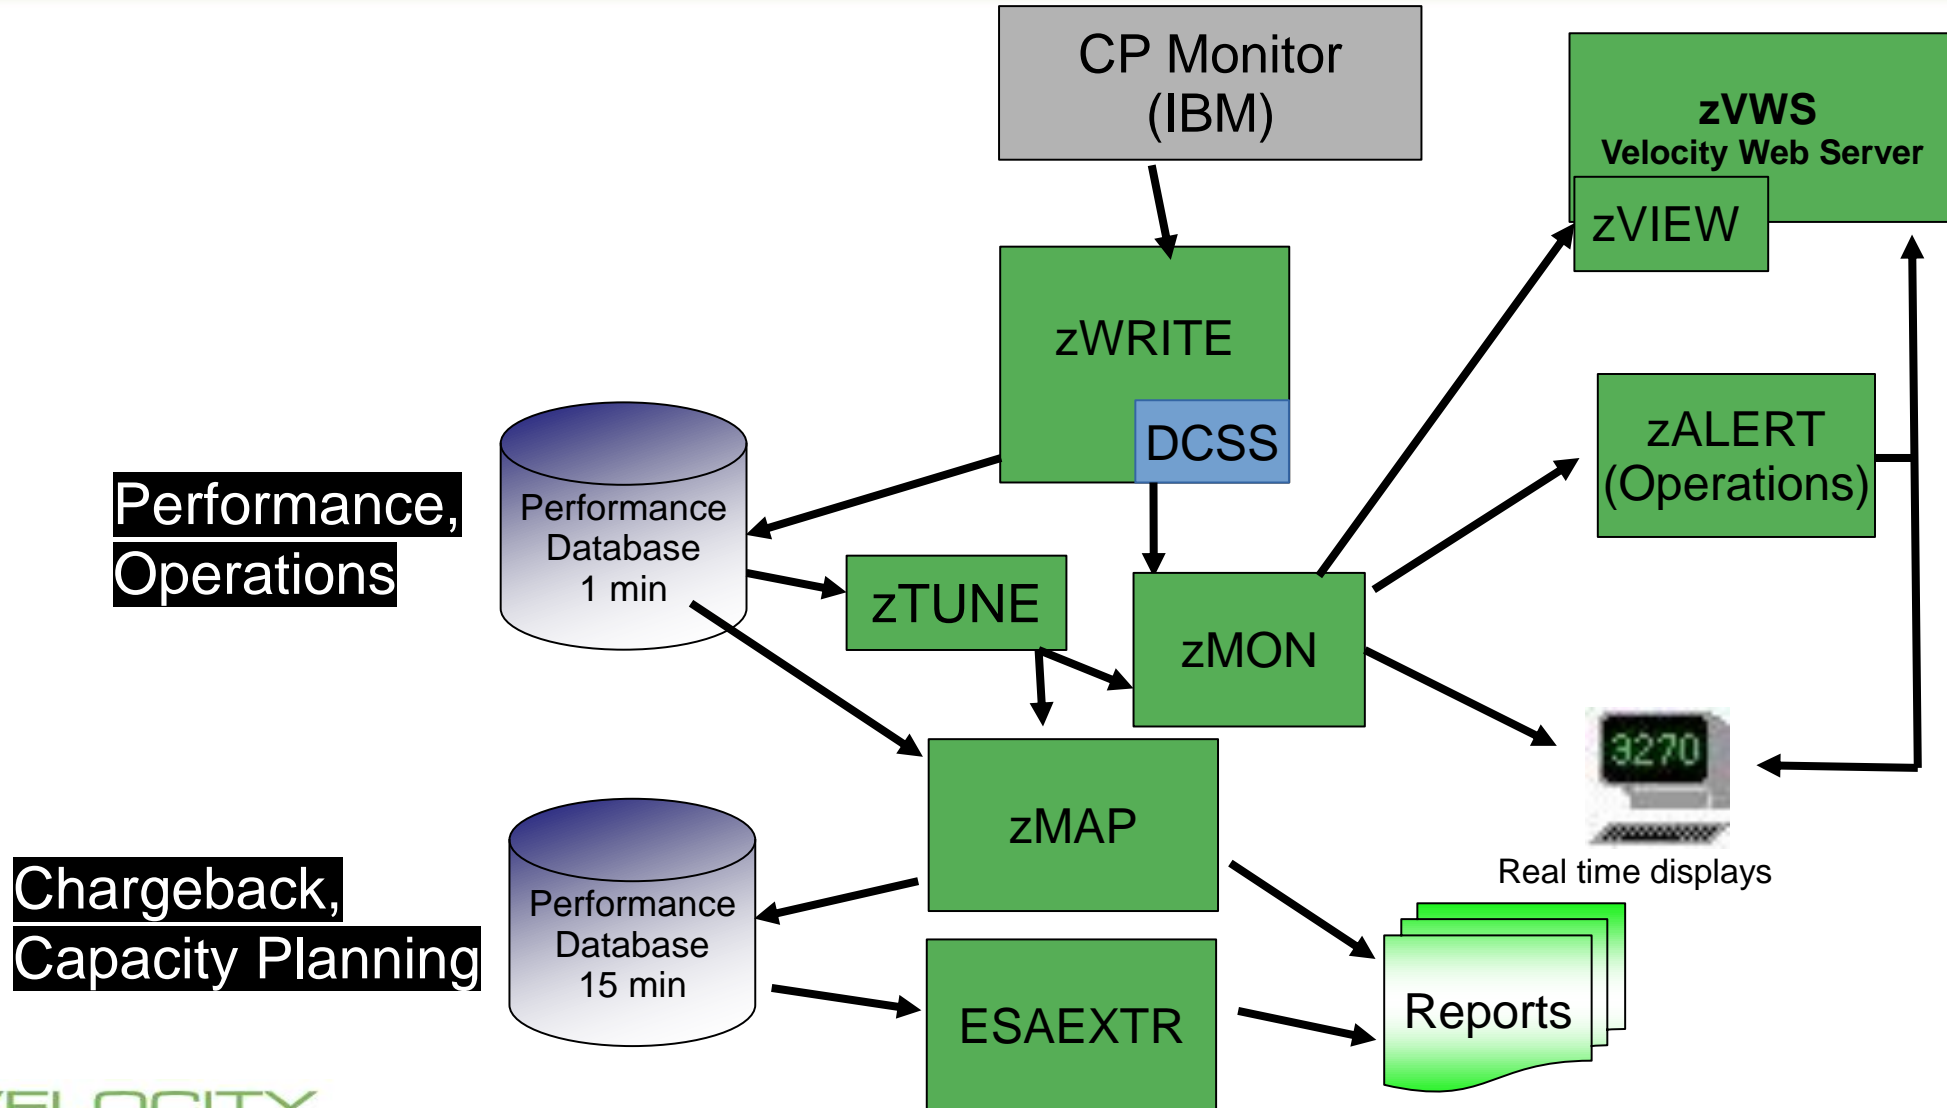 CP Monitor
(IBM)
zVWS
Velocity Web Server
zVIEW
zWRITE
DCSS
zALERT
(Operations)
Performance,
Operations
Performance
Database
1 min
zTUNE
zMON
3270
Real time displays
zMAP
Chargeback,
Capacity Planning
Performance
Database
15 min
ESAEXTR
Reports
VELOCITY